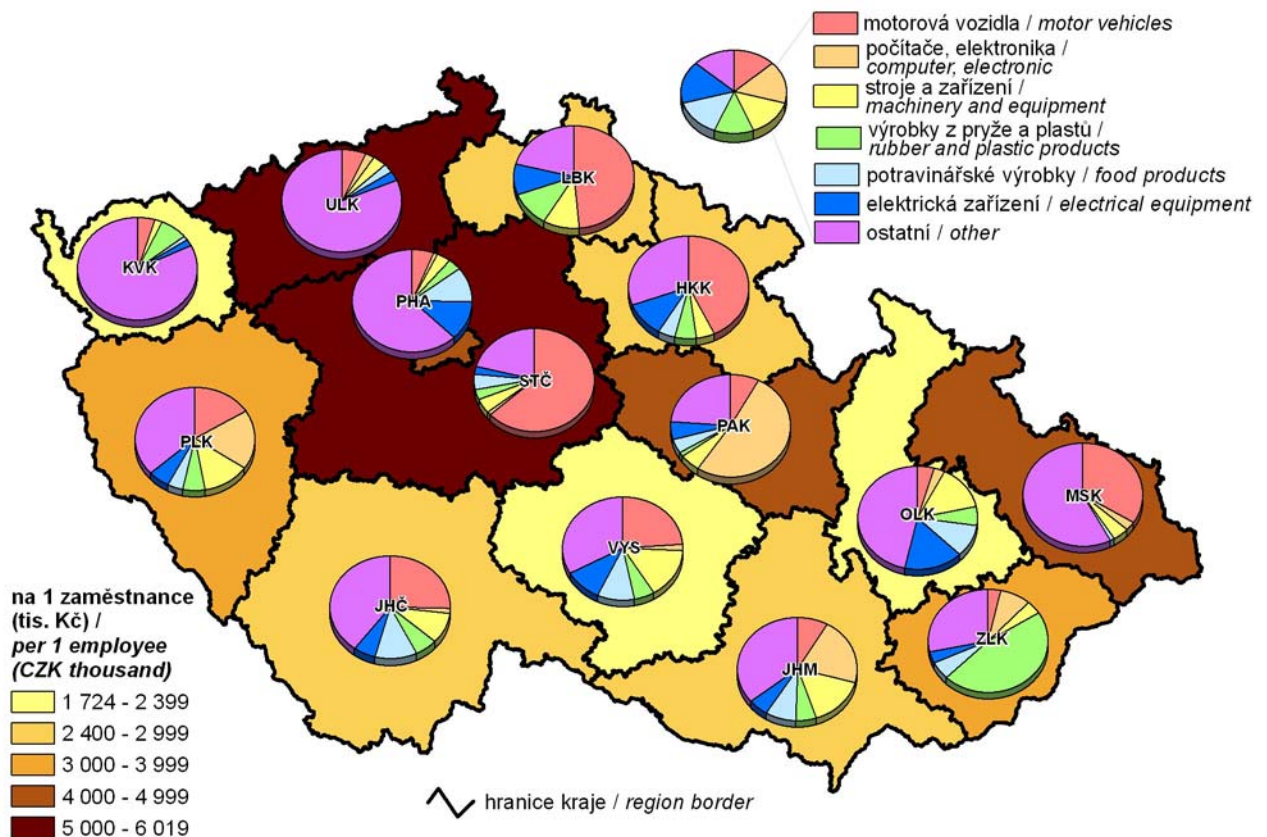 motorová vozidla / motor vehicles
počítače, elektronika /
computer, electronic
stroje a zařízení /
machinery and equipment
výrobky z pryže a plastů /
rubber and plastic products
potravinářské výrobky / food products
elektrická zařízení / electrical equipment
ostatní / other
LBK
ULK
KVK
HKK
PHA
STČ
PAK
PLK
MSK
OLK
VYS
JHČ
ZLK
JHM
na 1 zaměstnance
(tis. Kč) /
per 1 employee
(CZK thousand)
1 724 - 2 399
2 400 - 2 999
3 000 - 3 999
4 000 - 4 999
5 000 - 6 019
hranice kraje / region border